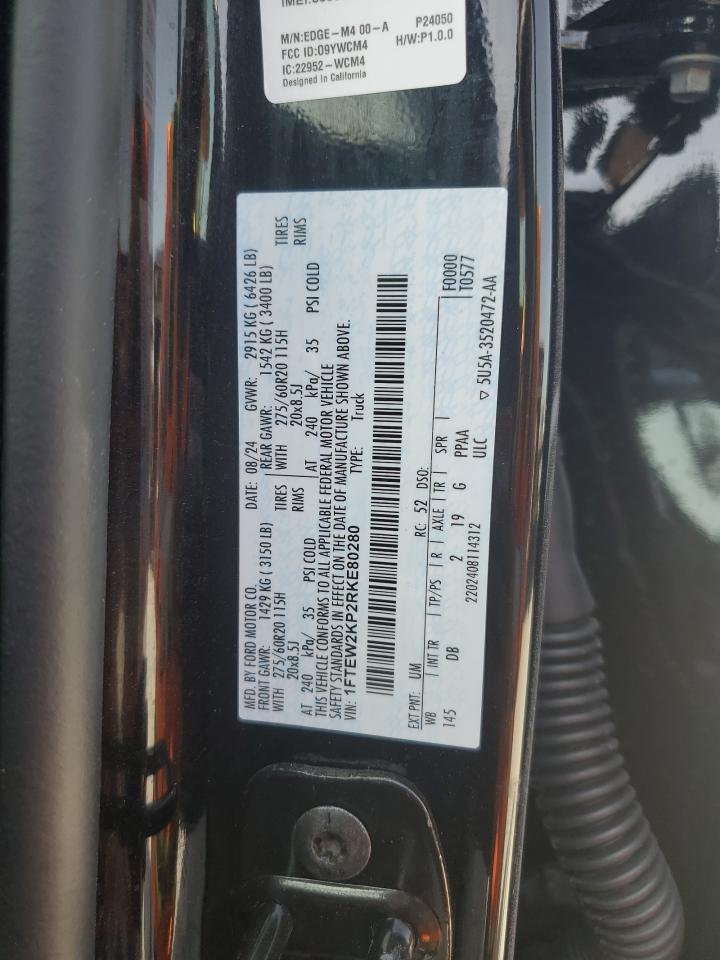 M/N:EDGE-M4 00-A P24050
FCC ID:O9YWCM4 H/W:P1.0.0
IC:22952-WCM4
Designed In California
MFD. BY FORD MOTOR CO. DATE: 08/24 GVWR: 2915 KG ( 6426 LB)
FRONT GAWR: 1429 KG ( 3150 LB) REAR GAWR: 1542 KG ( 3400 LB)
WITH 275/60R20 115H TIRES WITH 275/60R20 115H TIRES
20x8.5J RIMS 20x8.5J RIMS
AT 240 kPa/ 35 PSI COLD AT 240 kPa/ 35 PSI COLD
THIS VEHICLE CONFORMS TO ALL APPLICABLE FEDERAL MOTOR VEHICLE
SAFETY STANDARDS IN EFFECT ON THE DATE OF MANUFACTURE SHOWN ABOVE.
VIN: 1FTEW2KP2RKE80280 TYPE: Truck
EXT PNT: UM RC: 52 DSO: F0000
WB INT TR TP/PS R AXLE TR SPR T0577
145 DB 2 19 G PPAA
2202408114312 ULC
▽ 5U5A-3520472-AA